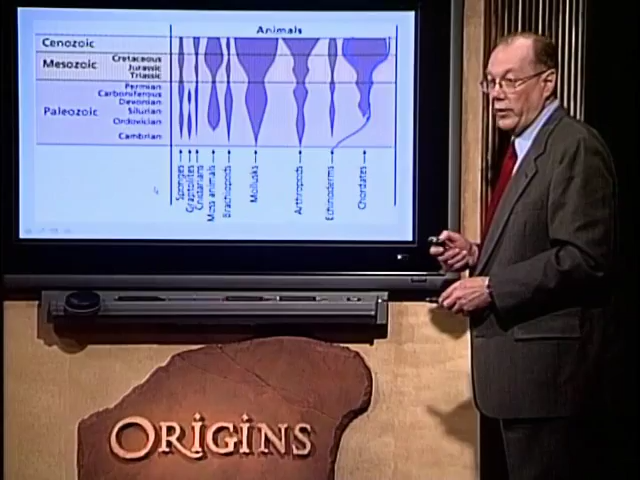 Animals
Cenozoic
Mesozoic
Cretaceous
Jurassic
Triassic
Paleozoic
Permian
Carboniferous
Devonian
Silurian
Ordovician
Cambrian
Sponges
Graptolites
Cnidarians
Moss animals
Brachiopods
Mollusks
Arthropods
Echinoderms
Chordates
ORiGiNS